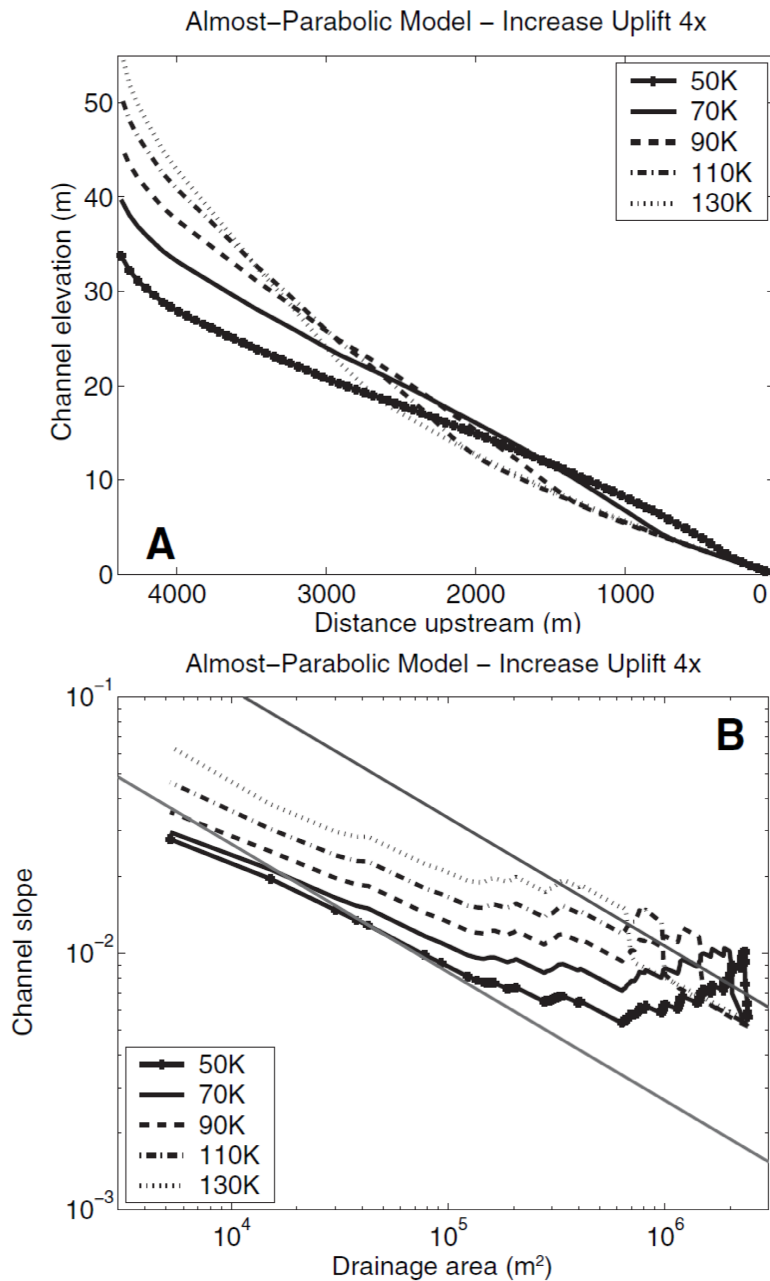 Almost-Parabolic Model - Increase Uplift 4x
Channel elevation (m)
50
40
30
20
10
0
50K
70K
90K
110K
130K
A
4000 3000 2000 1000 0
Distance upstream (m)
Almost-Parabolic Model - Increase Uplift 4x
Channel slope
10⁻¹
10⁻²
10⁻³
B
50K
70K
90K
110K
130K
10⁴ 10⁵ 10⁶
Drainage area (m²)